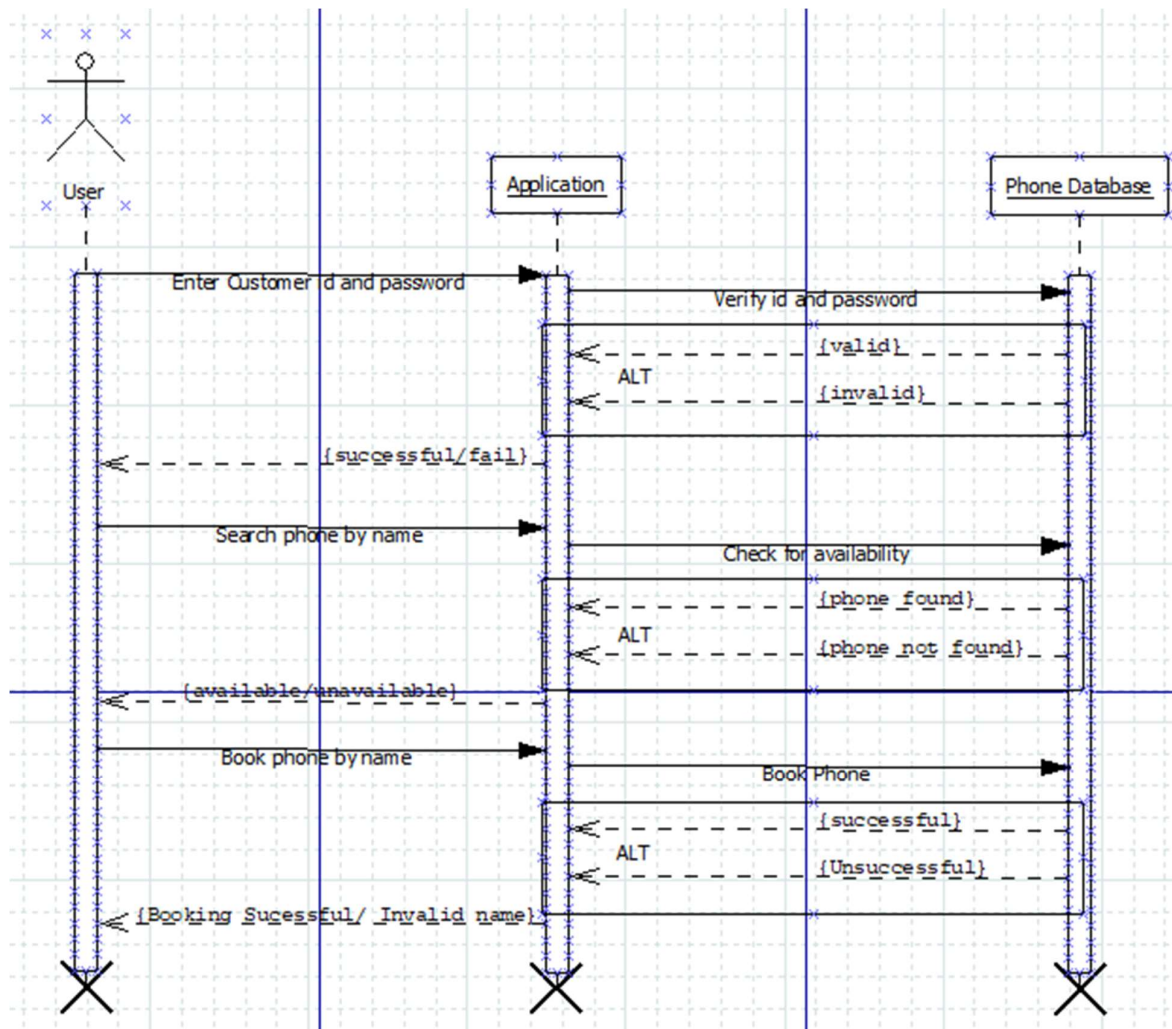 User
Application
Phone Database
Enter Customer id and password
Verify id and password
{valid}
ALT
{invalid}
{successful/fail}
Search phone by name
Check for availability
{phone found}
ALT
{phone not found}
{available/unavailable}
Book phone by name
Book Phone
{successful}
ALT
{Unsuccessful}
{Booking Sucessful/ Invalid name}